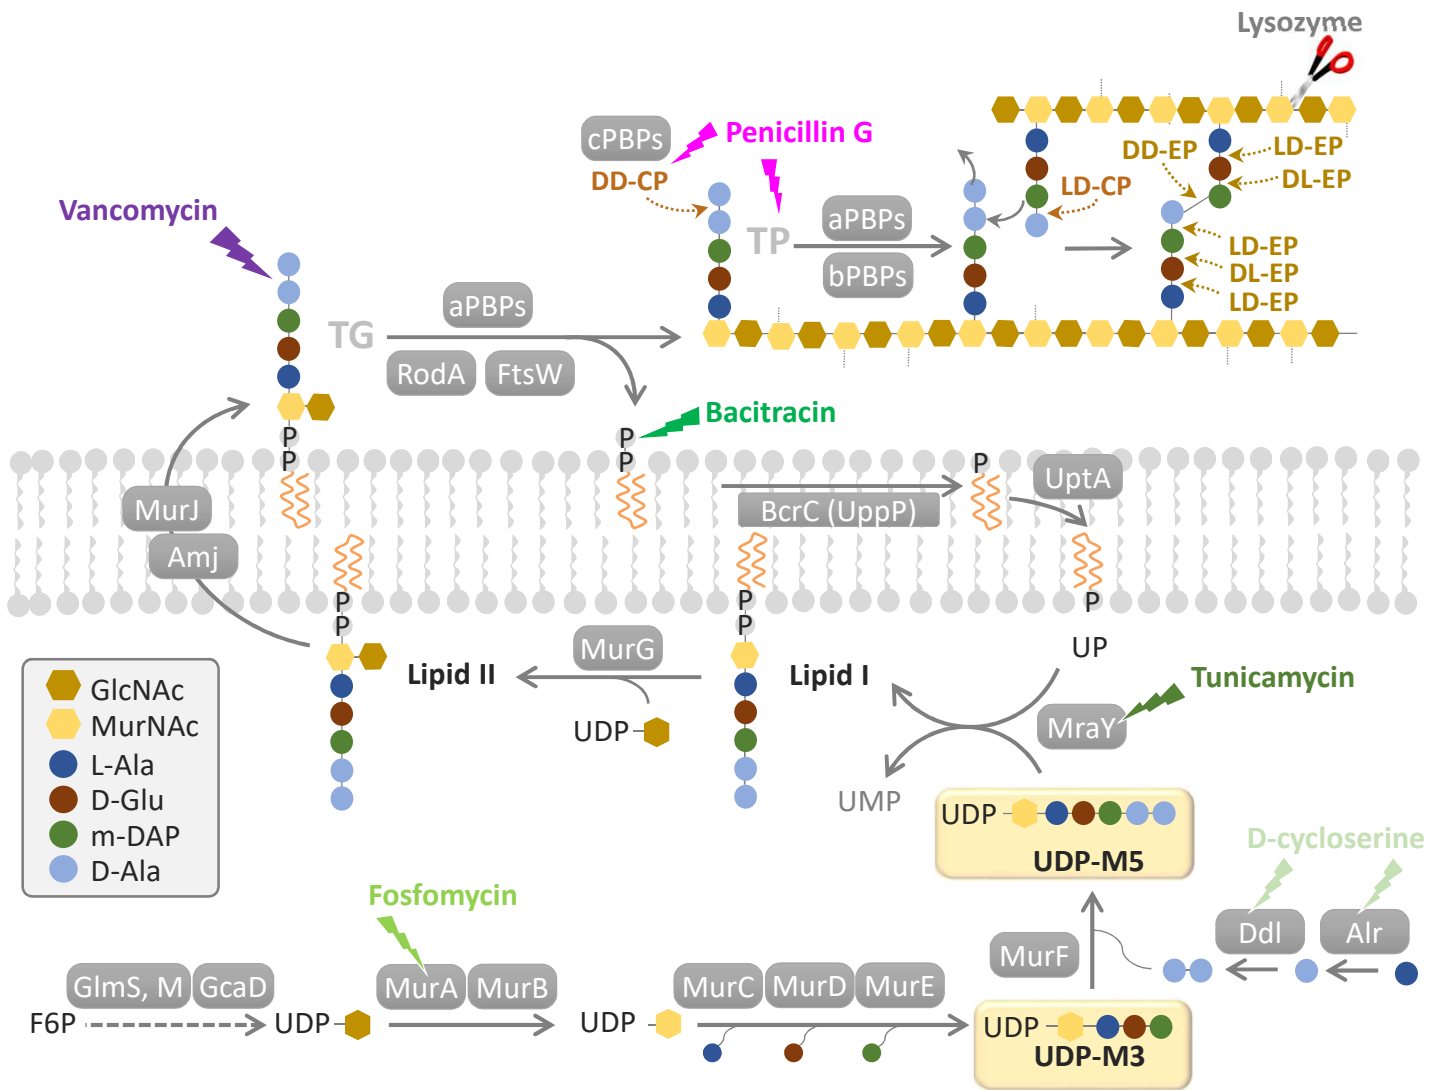 Lysozyme
cPBPs
Penicillin G
DD-CP
DD-EP
LD-EP
DL-EP
LD-CP
Vancomycin
TP
aPBPs
bPBPs
LD-EP
DL-EP
LD-EP
TG
aPBPs
RodA
FtsW
Bacitracin
P
P
P
P
P
UptA
MurJ
BcrC (UppP)
Amj
P
P
P
P
P
UP
MurG
Lipid II
Lipid I
Tunicamycin
MraY
UDP
UMP
GlcNAc
MurNAc
L-Ala
D-Glu
m-DAP
D-Ala
UDP
UDP-M5
D-cycloserine
Fosfomycin
Ddl
Alr
MurF
GlmS, M
GcaD
MurA
MurB
MurC
MurD
MurE
F6P
UDP
UDP
UDP
UDP-M3